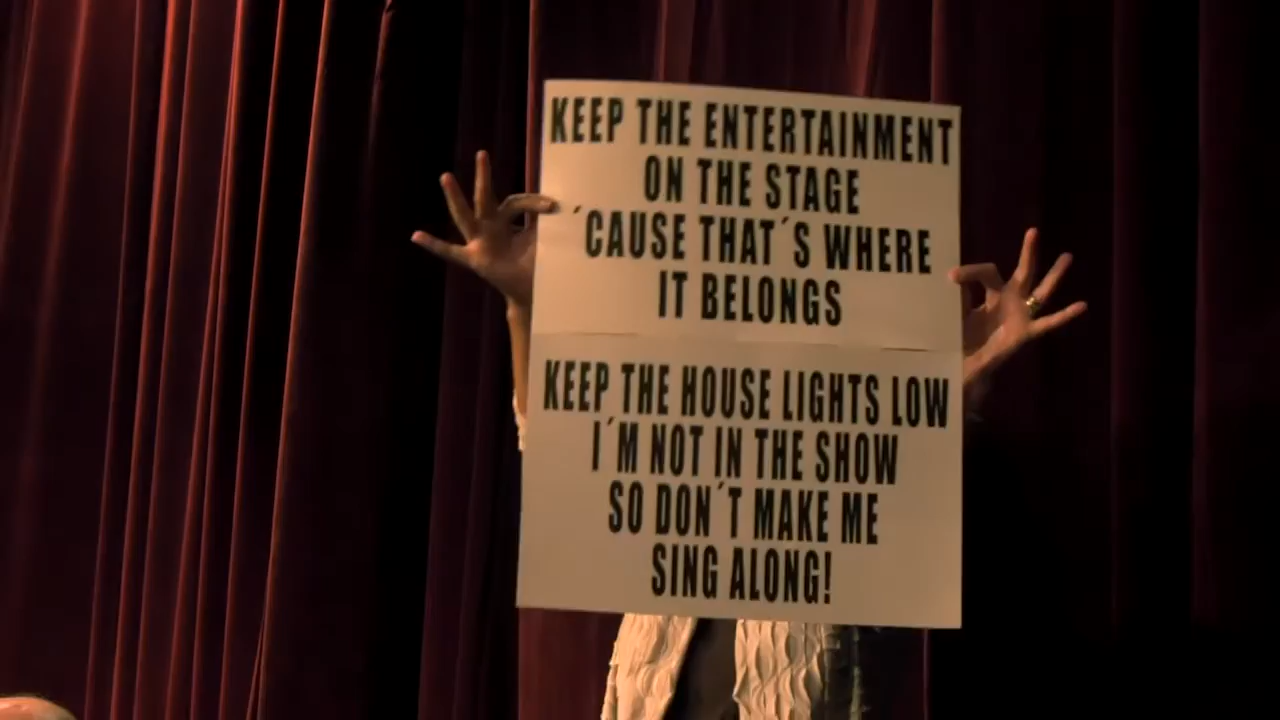 KEEP THE ENTERTAINMENT
ON THE STAGE
´CAUSE THAT´S WHERE
IT BELONGS
KEEP THE HOUSE LIGHTS LOW
I´M NOT IN THE SHOW
SO DON´T MAKE ME
SING ALONG!